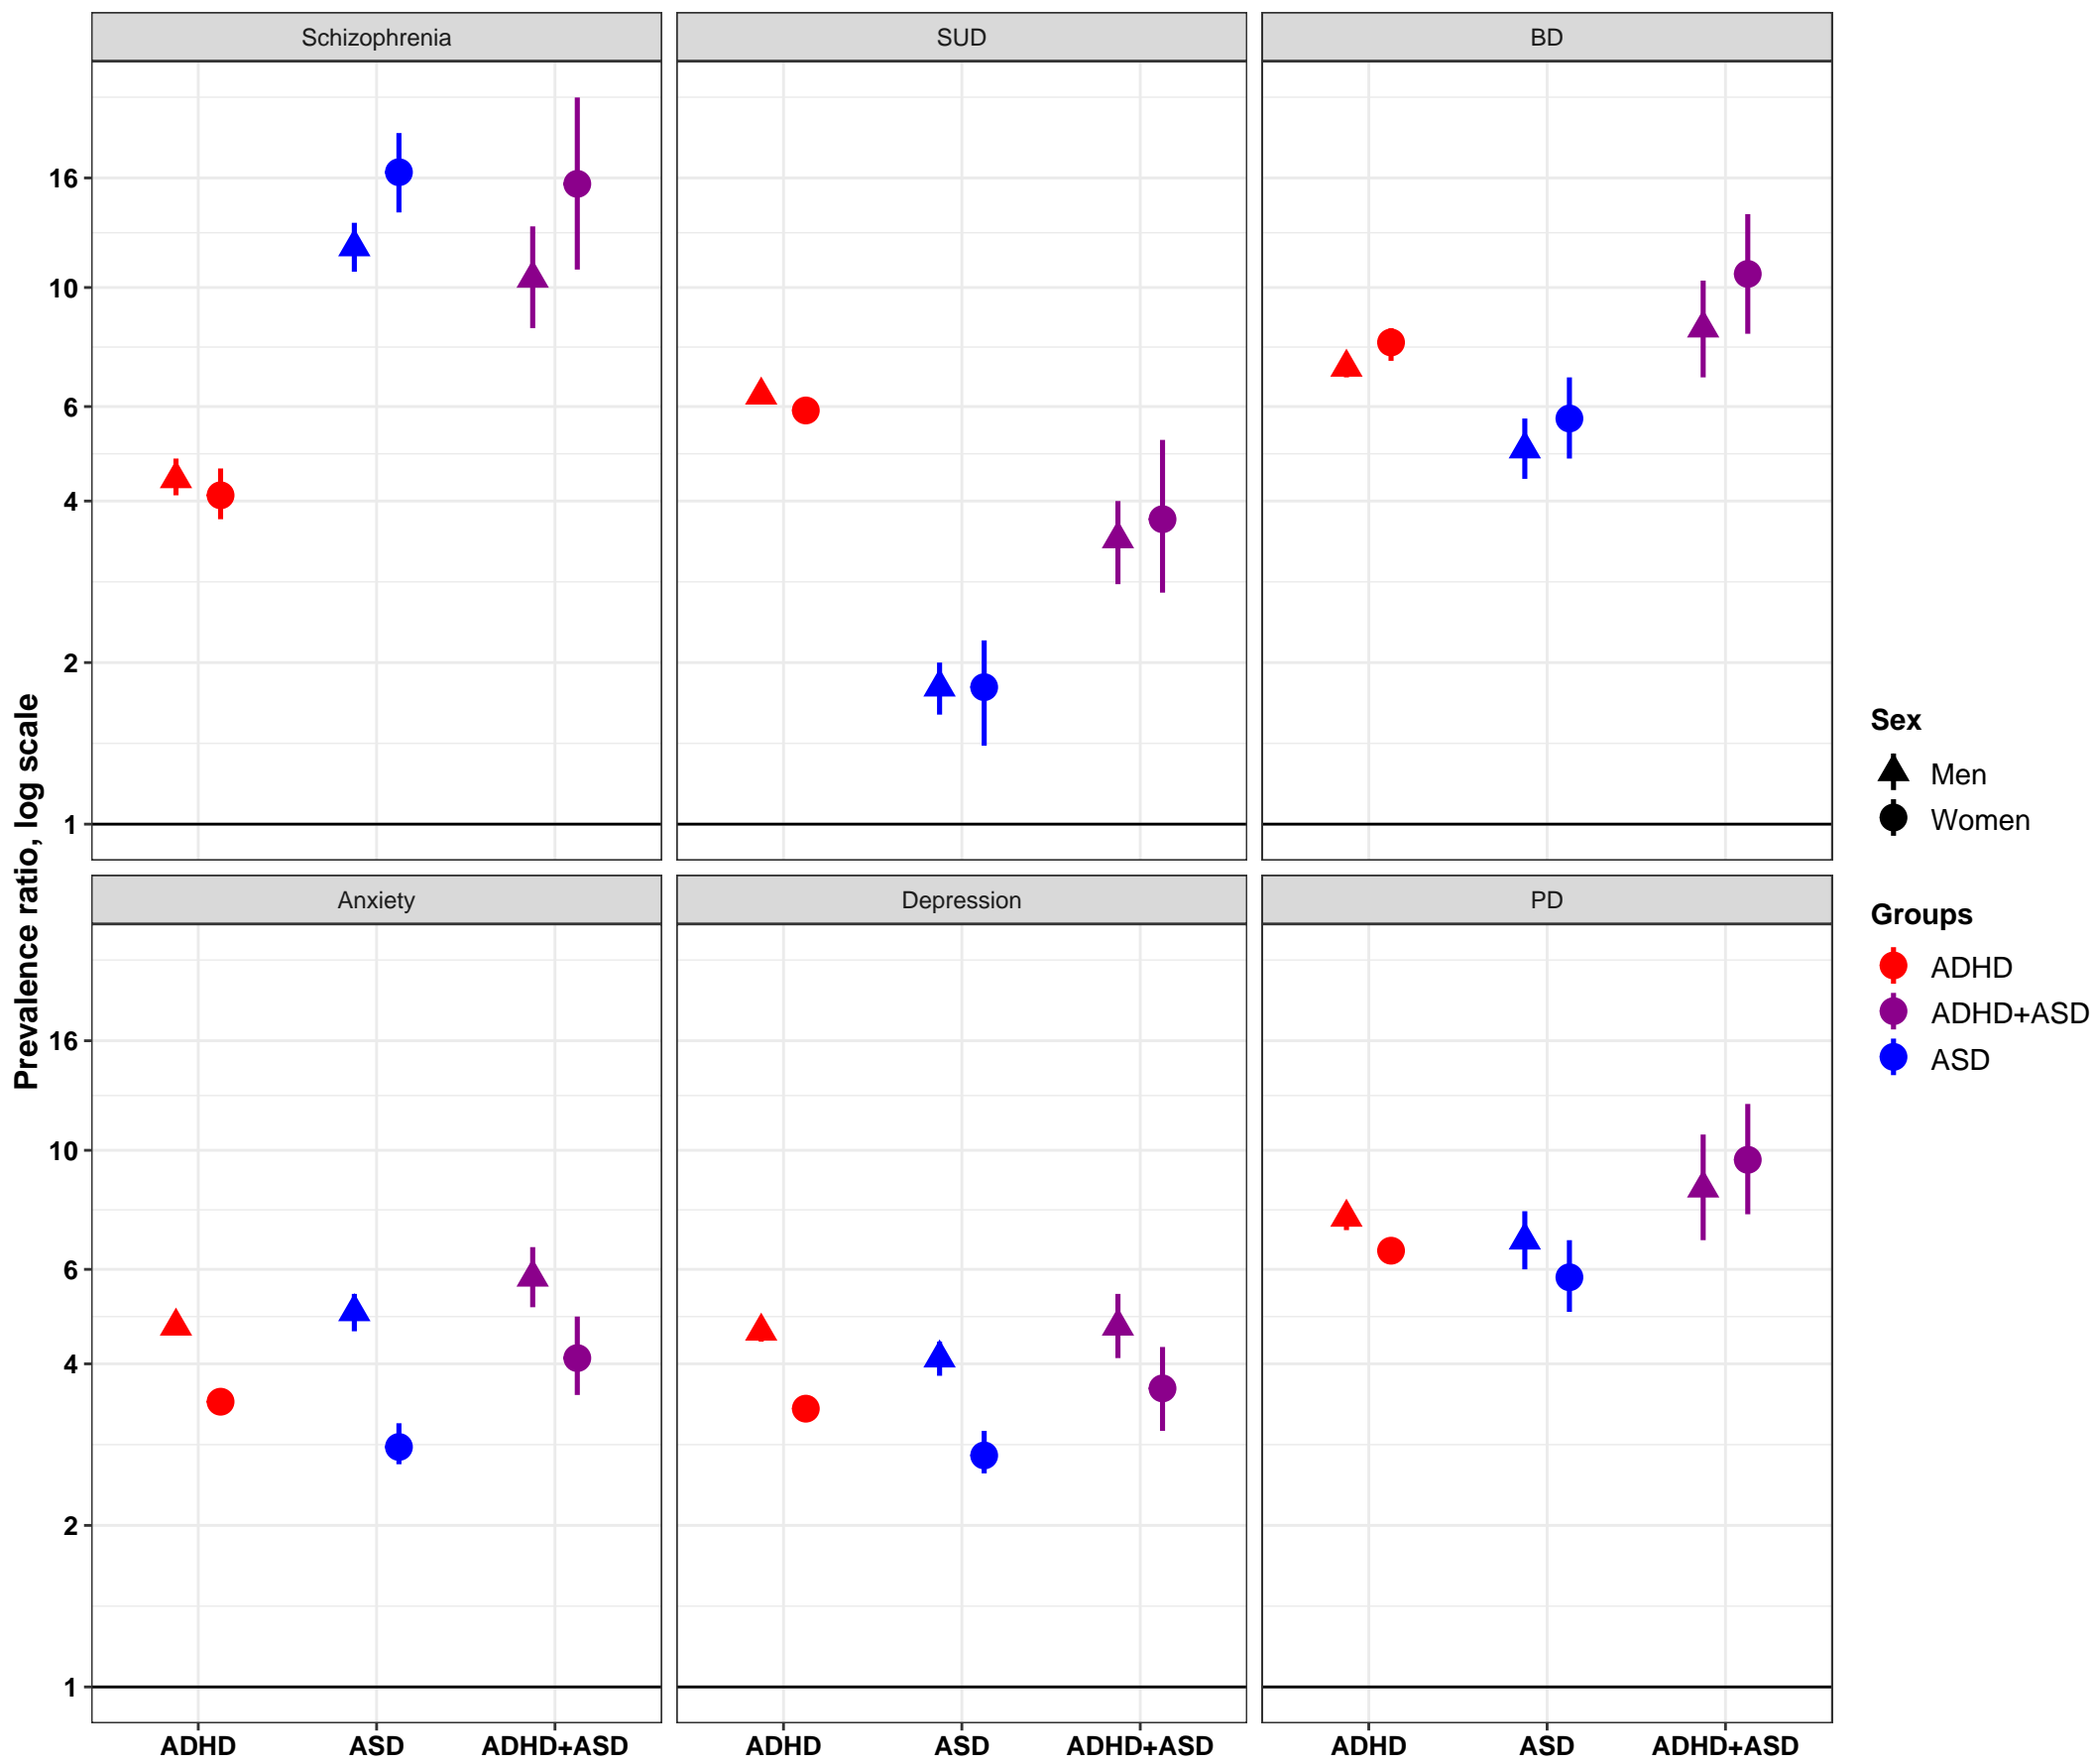 Schizophrenia
SUD
BD
16
10
6
4
2
1
Anxiety
Depression
PD
16
10
6
4
2
1
ADHD
ASD
ADHD+ASD
ADHD
ASD
ADHD+ASD
ADHD
ASD
ADHD+ASD
Prevalence ratio, log scale
Sex
Men
Women
Groups
ADHD
ADHD+ASD
ASD